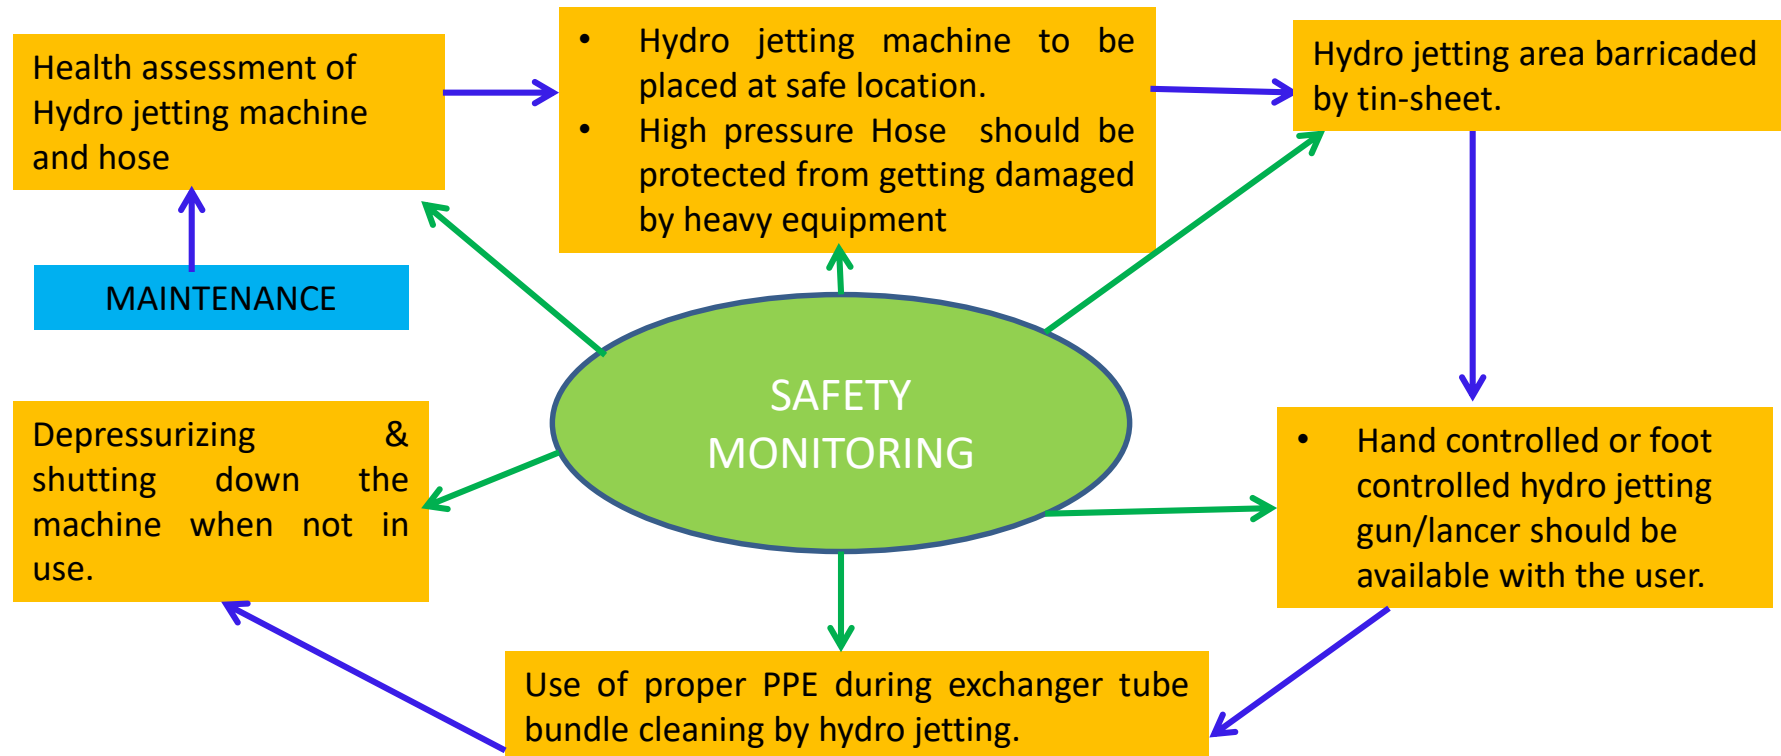 Health assessment of
Hydro jetting machine
and hose
• Hydro jetting machine to be
placed at safe location.
• High pressure Hose should be
protected from getting damaged
by heavy equipment
Hydro jetting area barricaded
by tin-sheet.
MAINTENANCE
SAFETY
MONITORING
Depressurizing &
shutting down the
machine when not in
use.
• Hand controlled or foot
controlled hydro jetting
gun/lancer should be
available with the user.
Use of proper PPE during exchanger tube
bundle cleaning by hydro jetting.